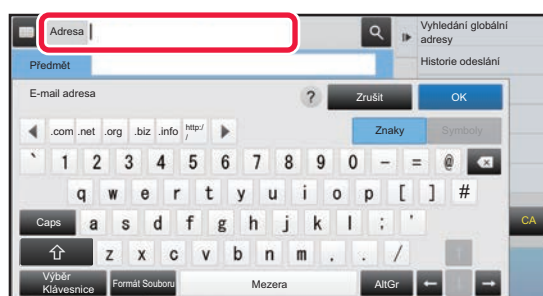 Adresa
Vyhledání globální
adresy
Předmět
Historie odeslání
E-mail adresa
? Zrušit OK
.com .net .org .biz .info http:/
/
Znaky Symboly
` 1 2 3 4 5 6 7 8 9 0 - = @
q w e r t y u i o p [ ] #
Caps a s d f g h j k l ; '
CA
z x c v b n m . . /
Výběr
Klávesnice
Formát Souboru Mezera AltGr